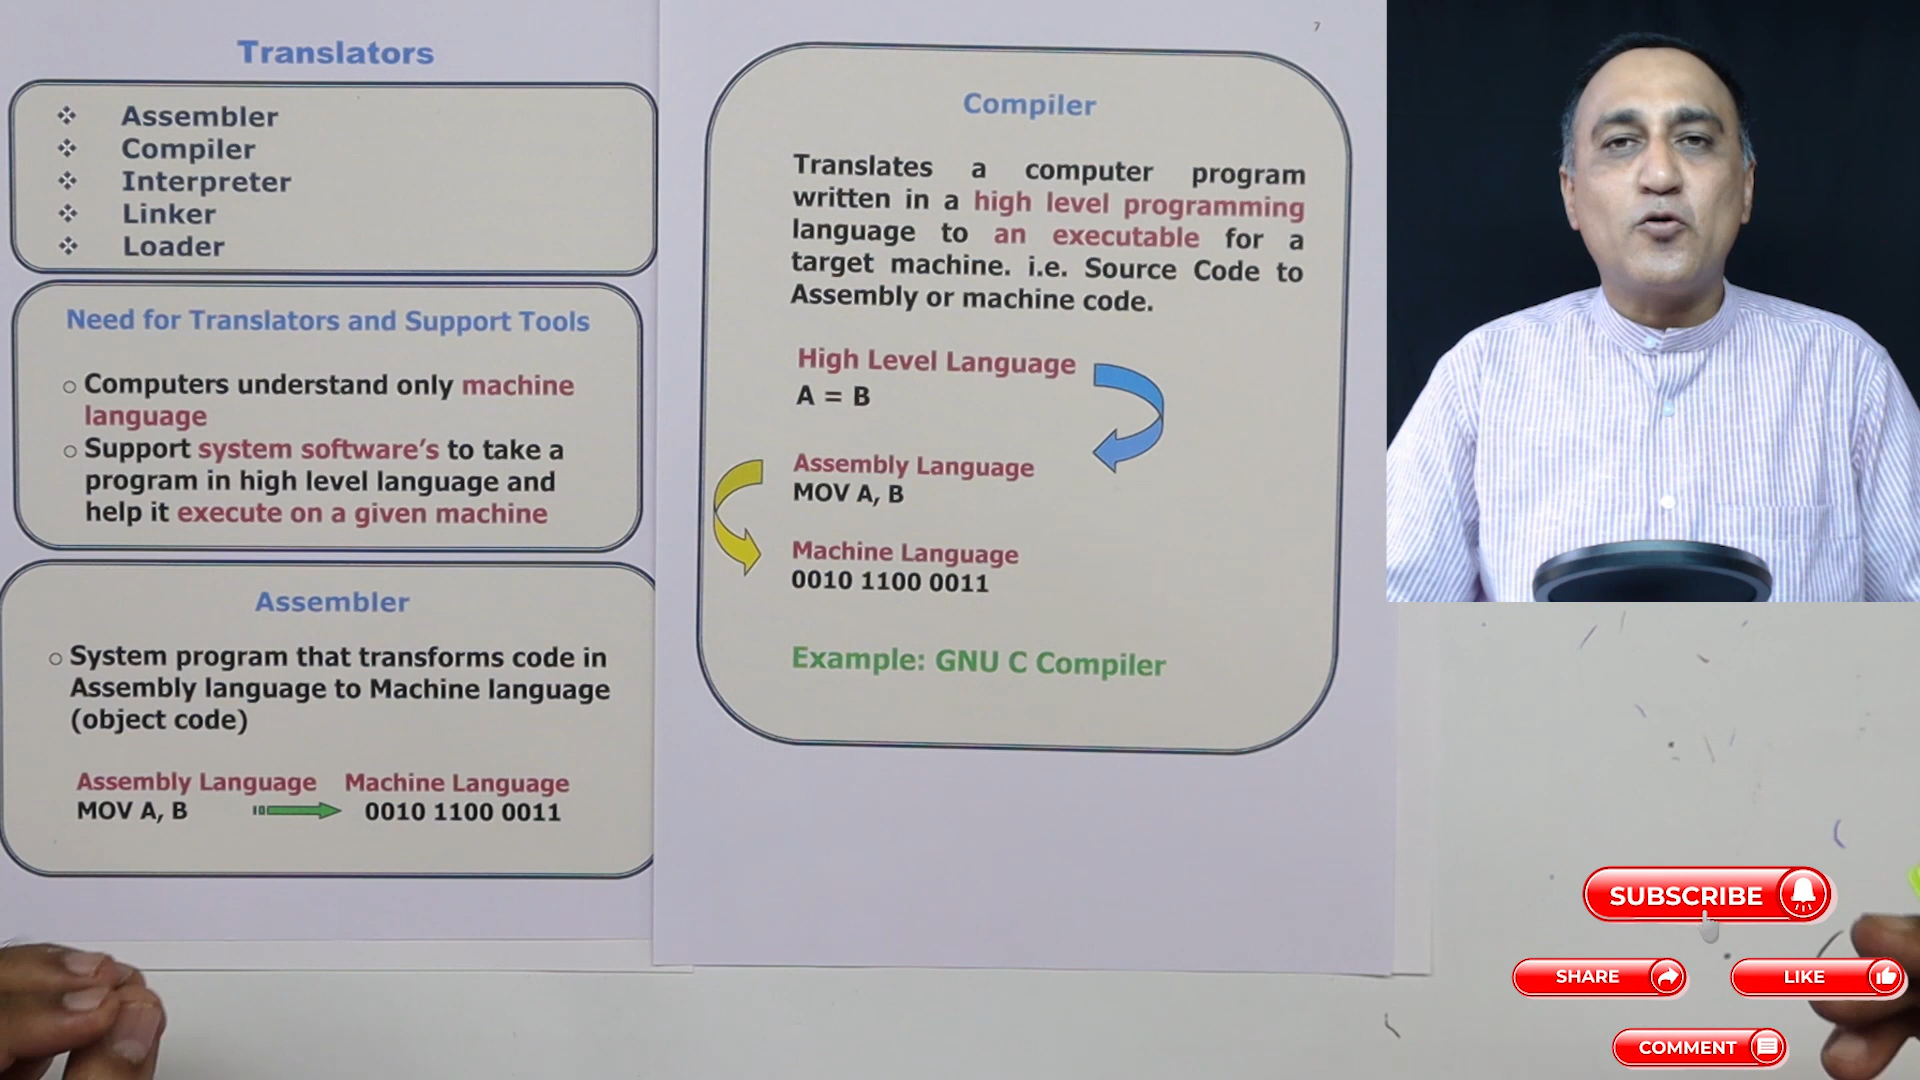 Translators
Assembler
Compiler
Interpreter
Linker
Loader
Need for Translators and Support Tools
Computers understand only machine
language
Support system software's to take a
program in high level language and
help it execute on a given machine
Assembler
System program that transforms code in
Assembly language to Machine language
(object code)
Assembly Language Machine Language
MOV A, B 0010 1100 0011
7
Compiler
Translates a computer program
written in a high level programming
language to an executable for a
target machine. i.e. Source Code to
Assembly or machine code.
High Level Language
A = B
Assembly Language
MOV A, B
Machine Language
0010 1100 0011
Example: GNU C Compiler
SUBSCRIBE
SHARE
LIKE
COMMENT